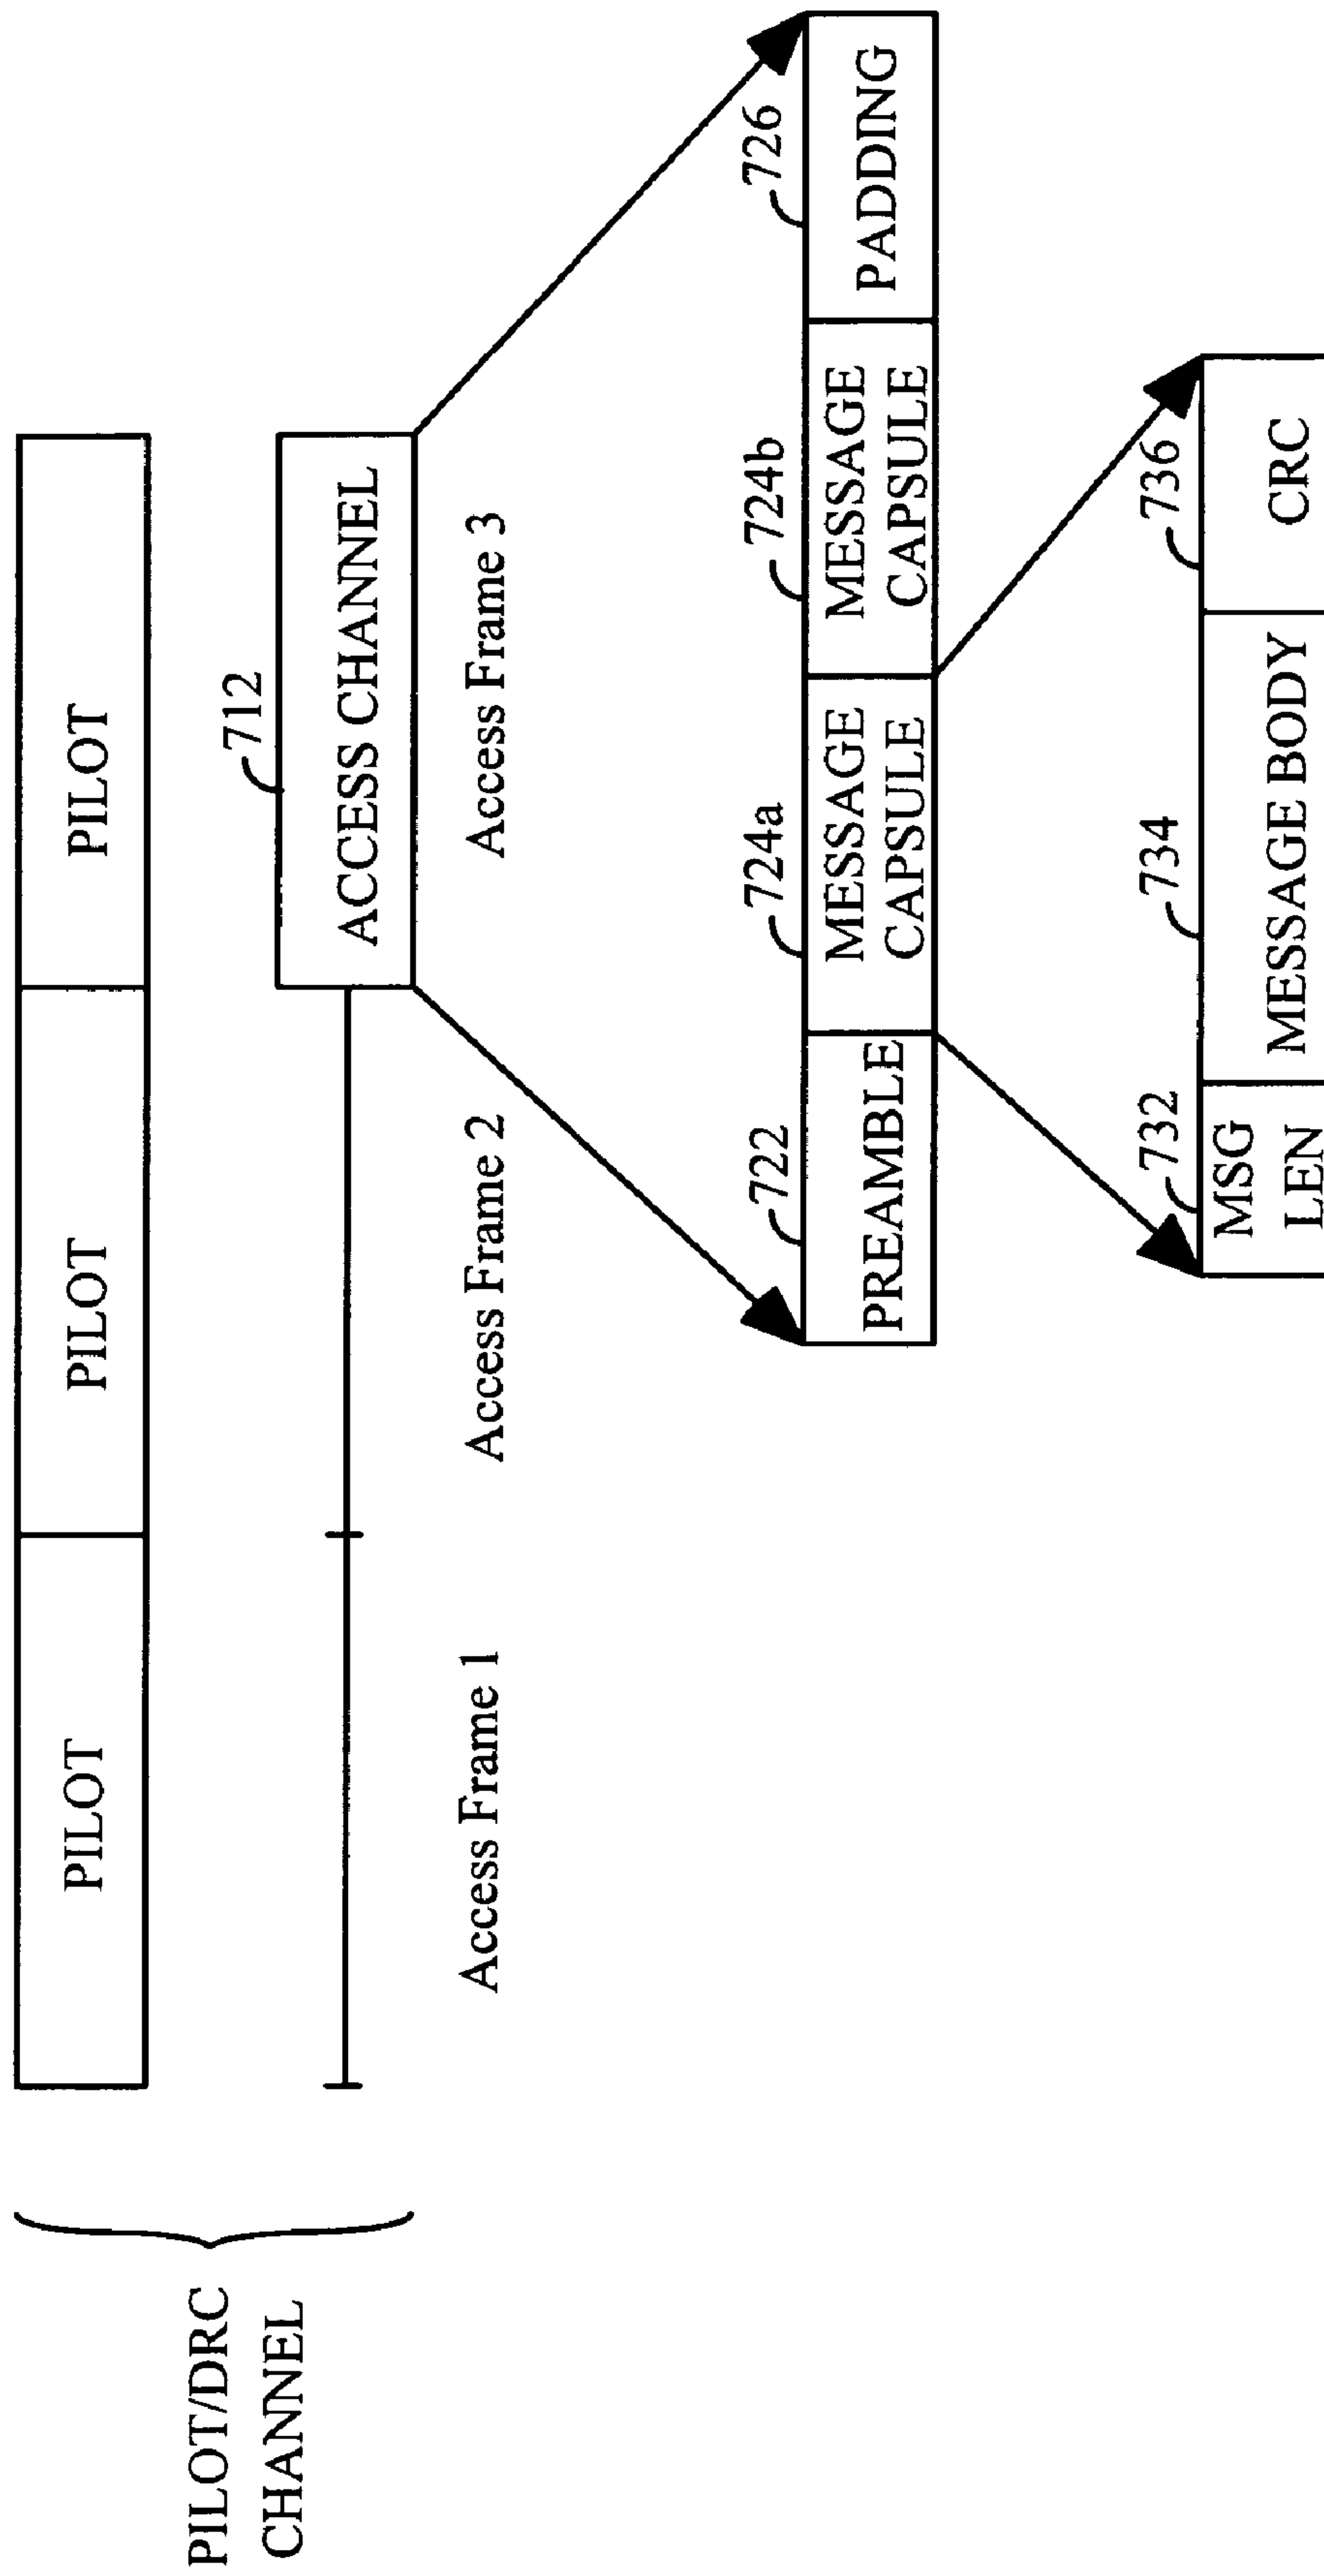 PILOT/DRC
CHANNEL
PILOT
PILOT
PILOT
712
ACCESS CHANNEL
Access Frame 1
Access Frame 2
Access Frame 3
722
724a
724b
726
PREAMBLE
MESSAGE
CAPSULE
MESSAGE
CAPSULE
PADDING
732
734
736
MSG
LEN
MESSAGE BODY
CRC